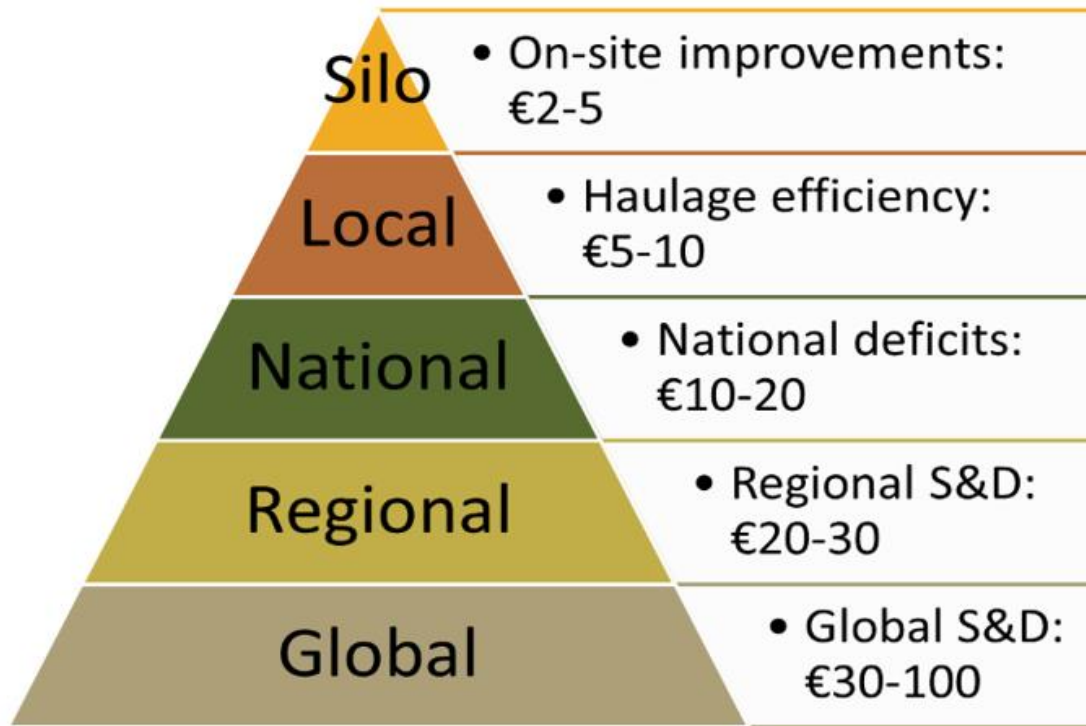 Silo
• On-site improvements:
€2-5
Local
• Haulage efficiency:
€5-10
National
• National deficits:
€10-20
Regional
• Regional S&D:
€20-30
Global
• Global S&D:
€30-100